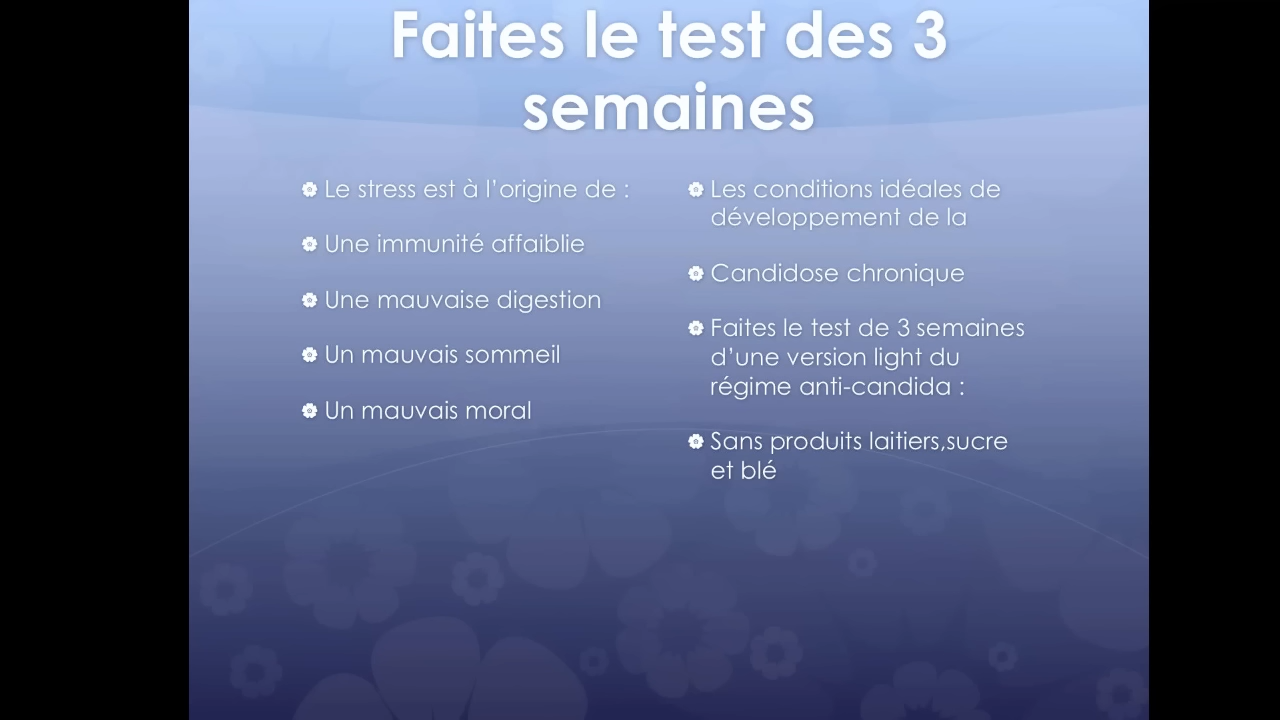 Faites le test des 3
semaines
Le stress est à l’origine de :
Une immunité affaiblie
Une mauvaise digestion
Un mauvais sommeil
Un mauvais moral
Les conditions idéales de
développement de la
Candidose chronique
Faites le test de 3 semaines
d’une version light du
régime anti-candida :
Sans produits laitiers,sucre
et blé